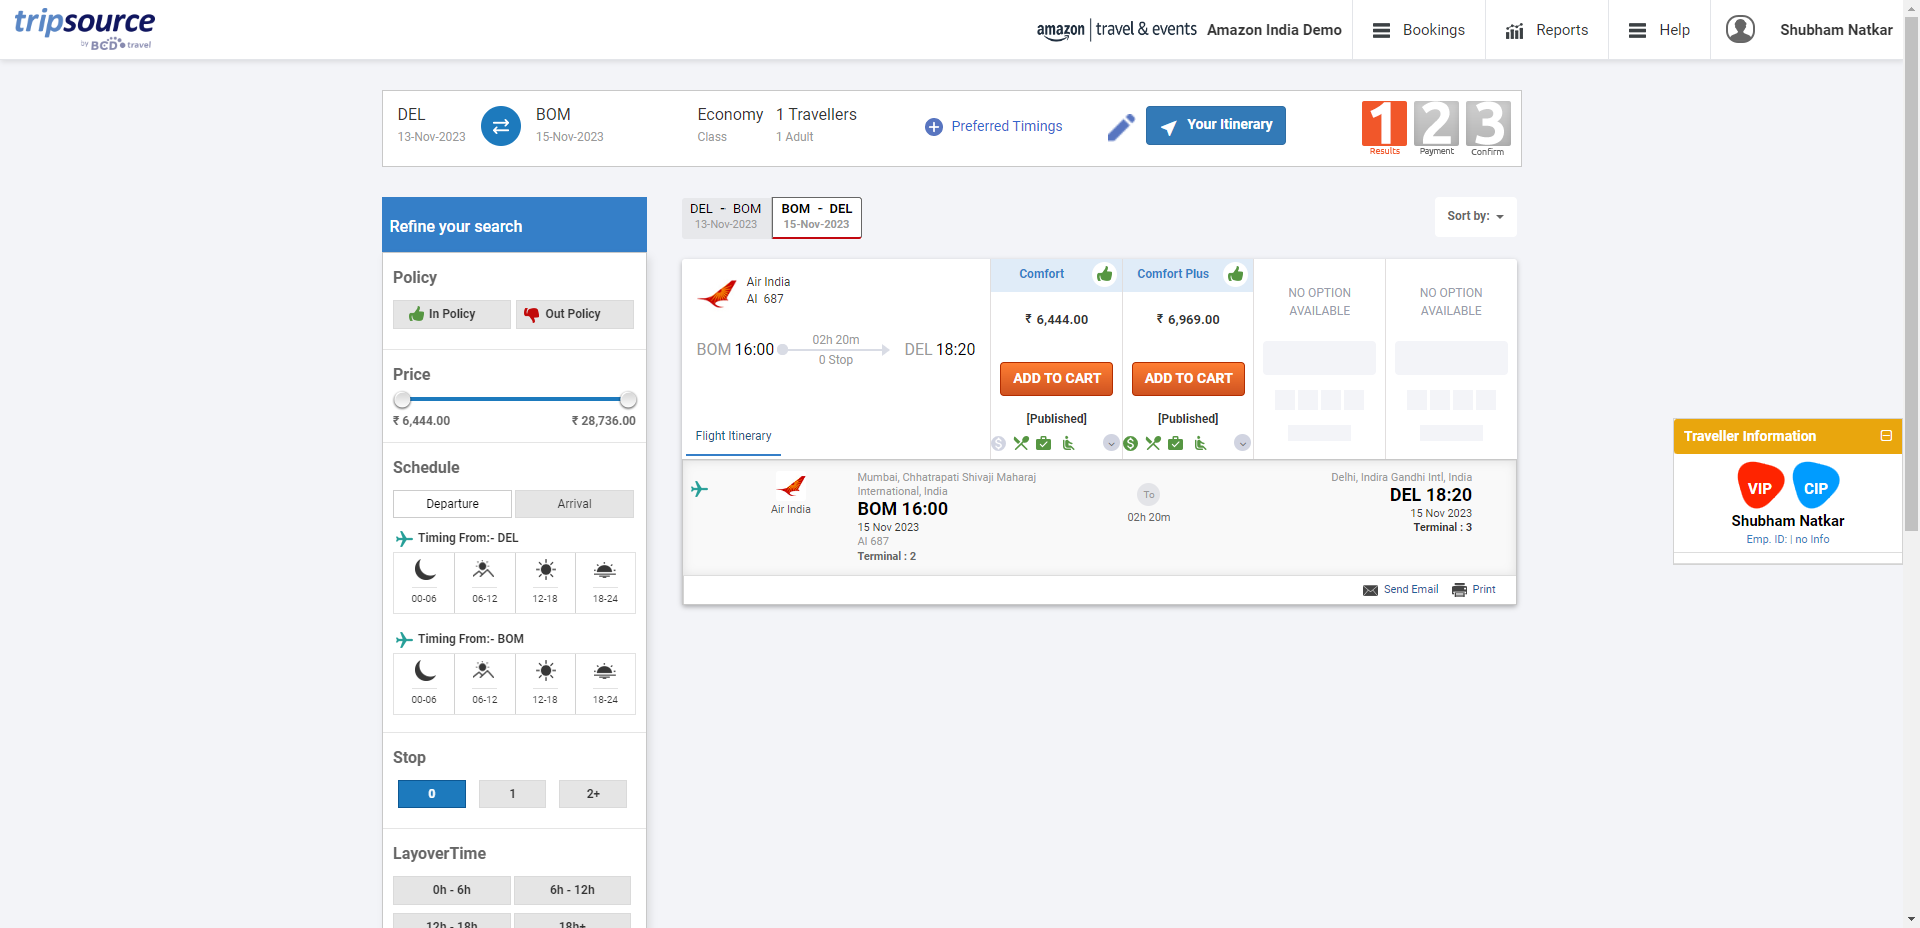 tripsource
by BCD travel
amazon | travel & events Amazon India Demo
Bookings
Reports
Help
Shubham Natkar
DEL
13-Nov-2023
BOM
15-Nov-2023
Economy
Class
1 Travellers
1 Adult
Preferred Timings
Your Itinerary
1 2 3
Results Payment Confirm
Refine your search
Policy
In Policy Out Policy
Price
₹ 6,444.00 ₹ 28,736.00
Schedule
Departure Arrival
Timing From:- DEL
00-06 06-12 12-18 18-24
Timing From:- BOM
00-06 06-12 12-18 18-24
Stop
0 1 2+
LayoverTime
0h - 6h 6h - 12h
12h - 18h 18h+
DEL - BOM
13-Nov-2023
BOM - DEL
15-Nov-2023
Sort by:
Air India
AI 687
BOM 16:00
02h 20m
0 Stop
DEL 18:20
Flight Itinerary
Comfort
₹ 6,444.00
ADD TO CART
[Published]
Comfort Plus
₹ 6,969.00
ADD TO CART
[Published]
NO OPTION
AVAILABLE
NO OPTION
AVAILABLE
Air India
Mumbai, Chhatrapati Shivaji Maharaj
International, India
BOM 16:00
15 Nov 2023
AI 687
Terminal : 2
To
02h 20m
Delhi, Indira Gandhi Intl, India
DEL 18:20
15 Nov 2023
Terminal : 3
Send Email Print
Traveller Information
VIP CIP
Shubham Natkar
Emp. ID: | no Info